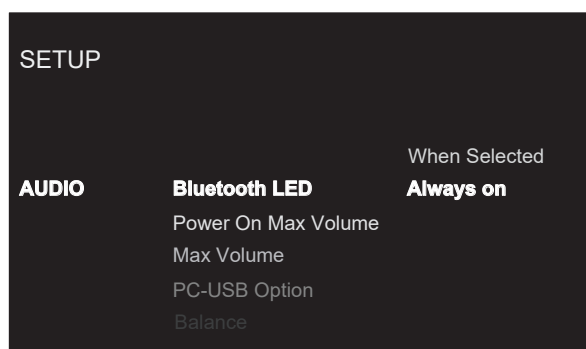 SETUP
When Selected
AUDIO Bluetooth LED Always on
Power On Max Volume
Max Volume
PC-USB Option
Balance